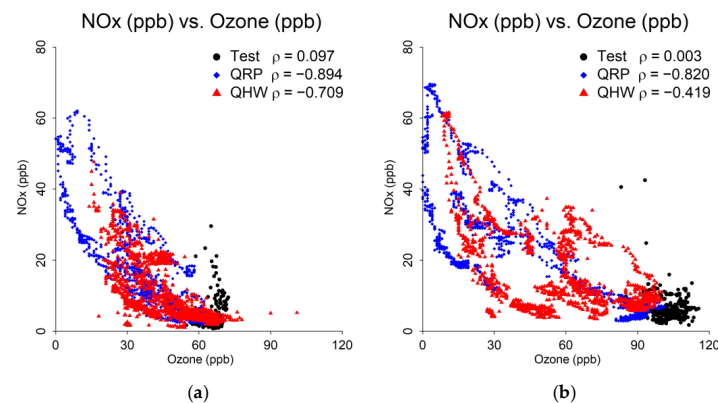 NOx (ppb) vs. Ozone (ppb)
NOx (ppb)
80
60
40
20
0
Test ρ = 0.097
QRP ρ = −0.894
QHW ρ = −0.709
0 30 60 90 120
Ozone (ppb)
(a)
NOx (ppb) vs. Ozone (ppb)
NOx (ppb)
80
60
40
20
0
Test ρ = 0.003
QRP ρ = −0.820
QHW ρ = −0.419
0 30 60 90 120
Ozone (ppb)
(b)